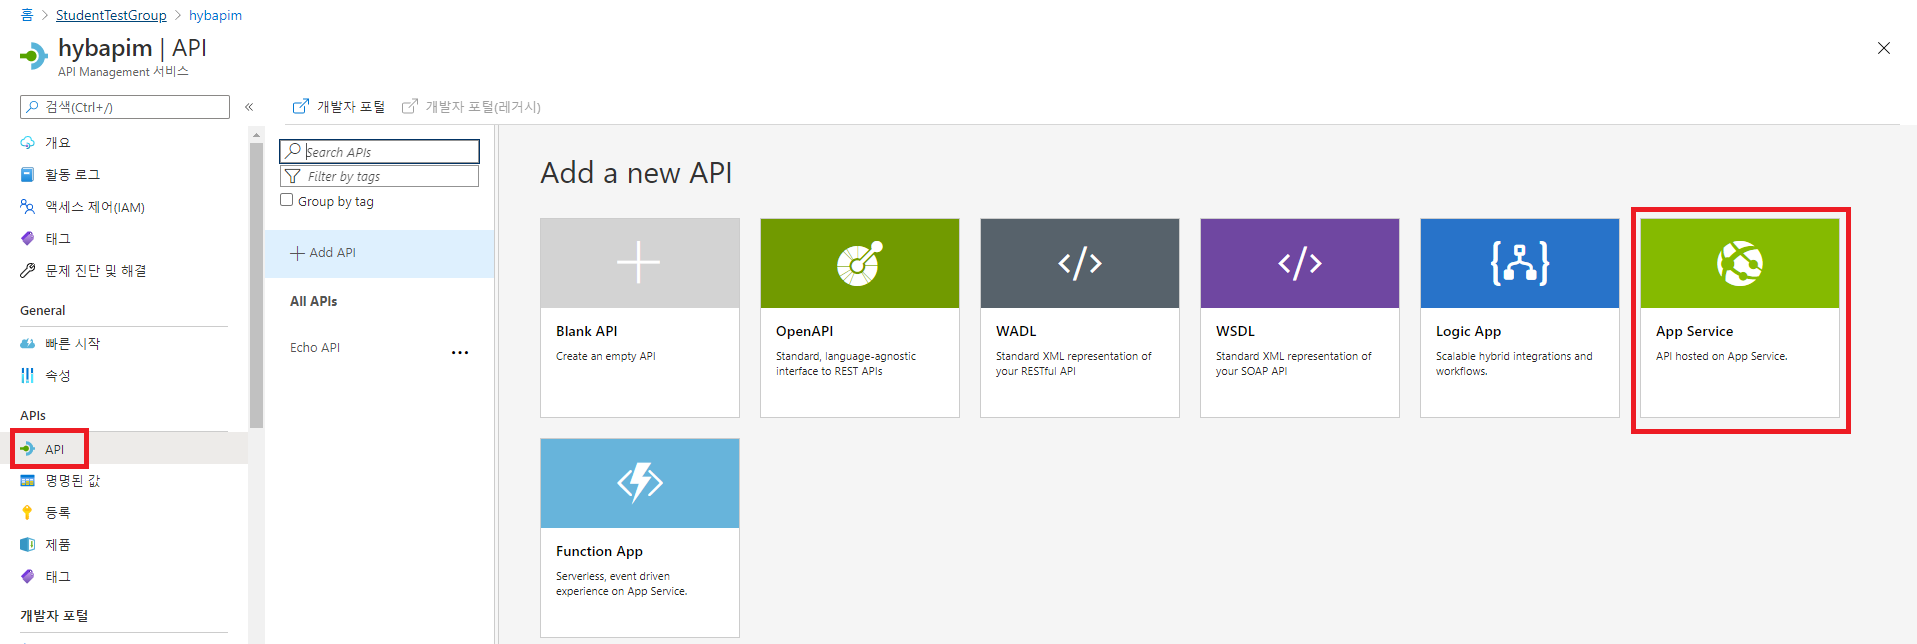 홈 > StudentTestGroup > hybapim
hybapim | API
API Management 서비스
검색(Ctrl+/)
«
개요
활동 로그
액세스 제어(IAM)
태그
문제 진단 및 해결
General
빠른 시작
속성
APIs
API
명명된 값
등록
제품
태그
개발자 포털
개발자 포털
개발자 포털(레거시)
Search APIs
Filter by tags
Group by tag
+ Add API
All APIs
Echo API
...
Add a new API
Blank API
Create an empty API
OpenAPI
Standard, language-agnostic
interface to REST APIs
WADL
Standard XML representation of
your RESTful API
WSDL
Standard XML representation of
your SOAP API
Logic App
Scalable hybrid integrations and
workflows.
App Service
API hosted on App Service.
Function App
Serverless, event driven
experience on App Service.